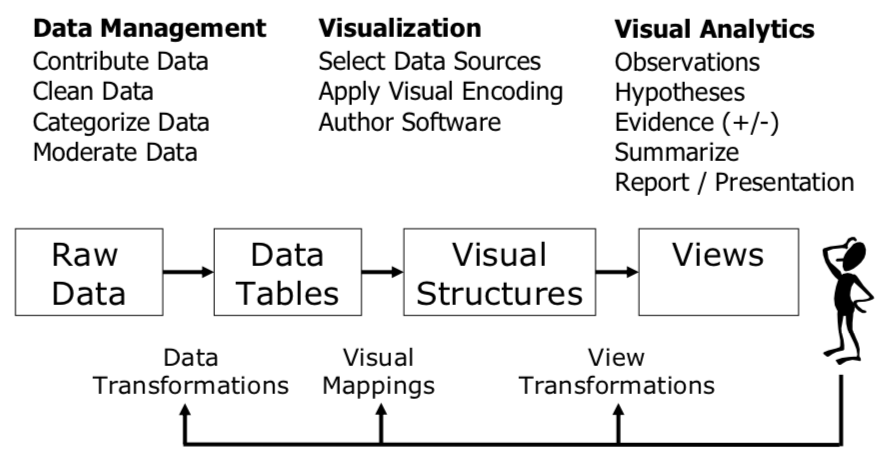 Data Management
Contribute Data
Clean Data
Categorize Data
Moderate Data
Visualization
Select Data Sources
Apply Visual Encoding
Author Software
Visual Analytics
Observations
Hypotheses
Evidence (+/-)
Summarize
Report / Presentation
Raw
Data
Data
Tables
Visual
Structures
Views
Data
Transformations
Visual
Mappings
View
Transformations